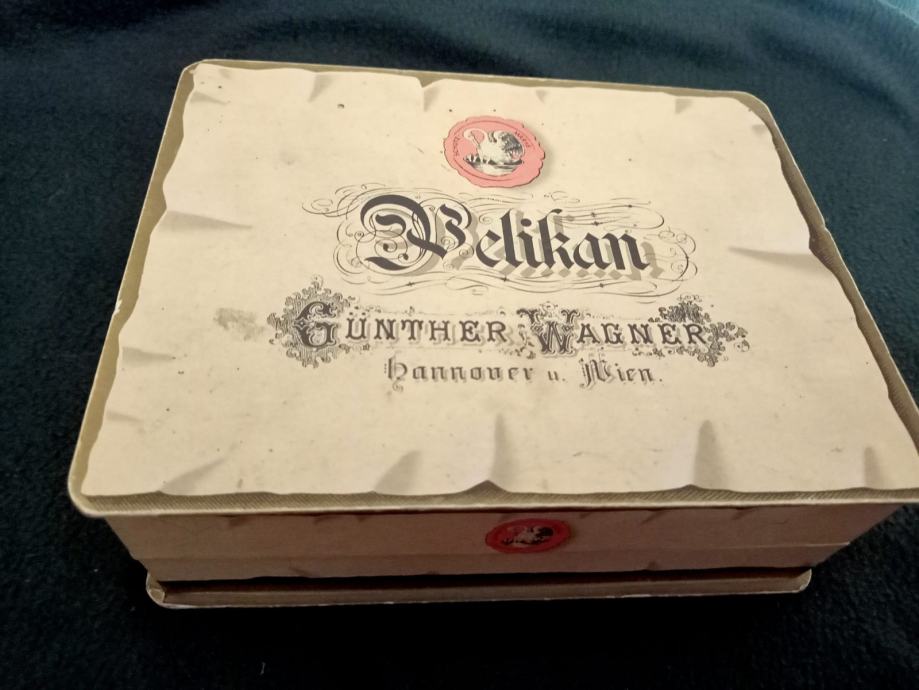 Pelikan
GÜNTHER WAGNER
Hannover u. Wien.